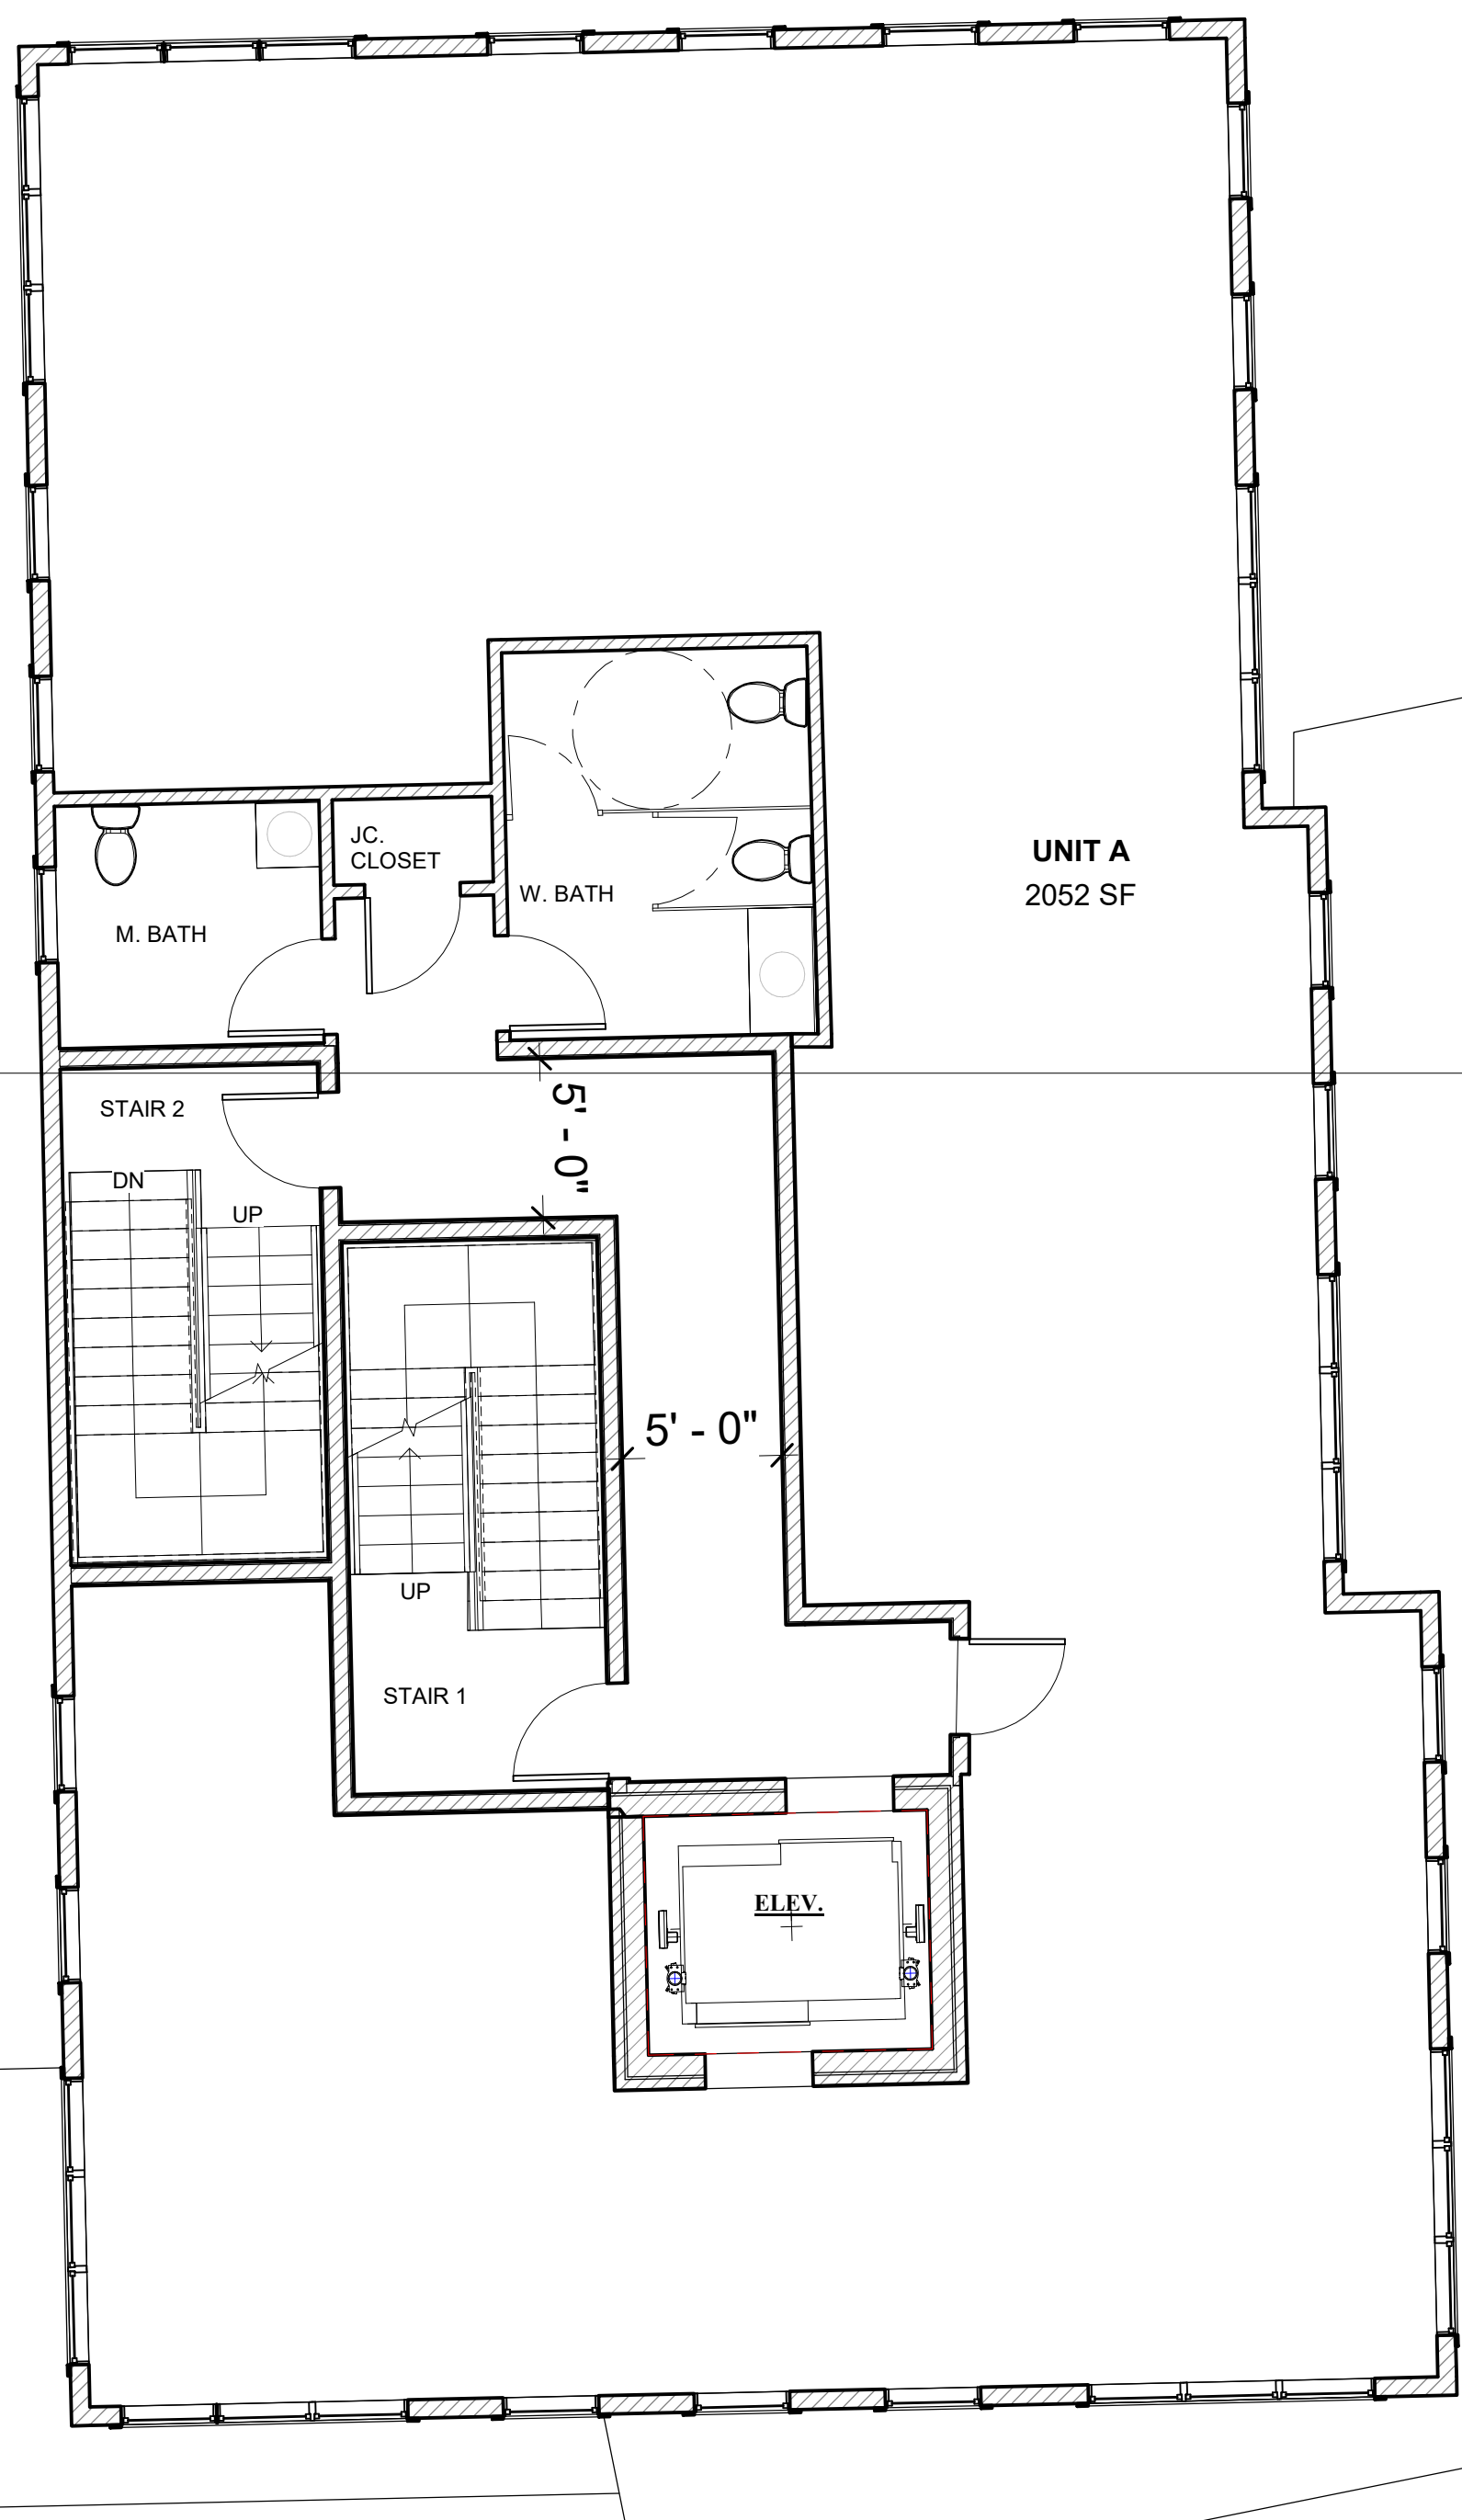 JC.
CLOSET
UNIT A
2052 SF
W. BATH
M. BATH
STAIR 2
5' - 0"
DN
UP
5' - 0"
UP
STAIR 1
ELEV.